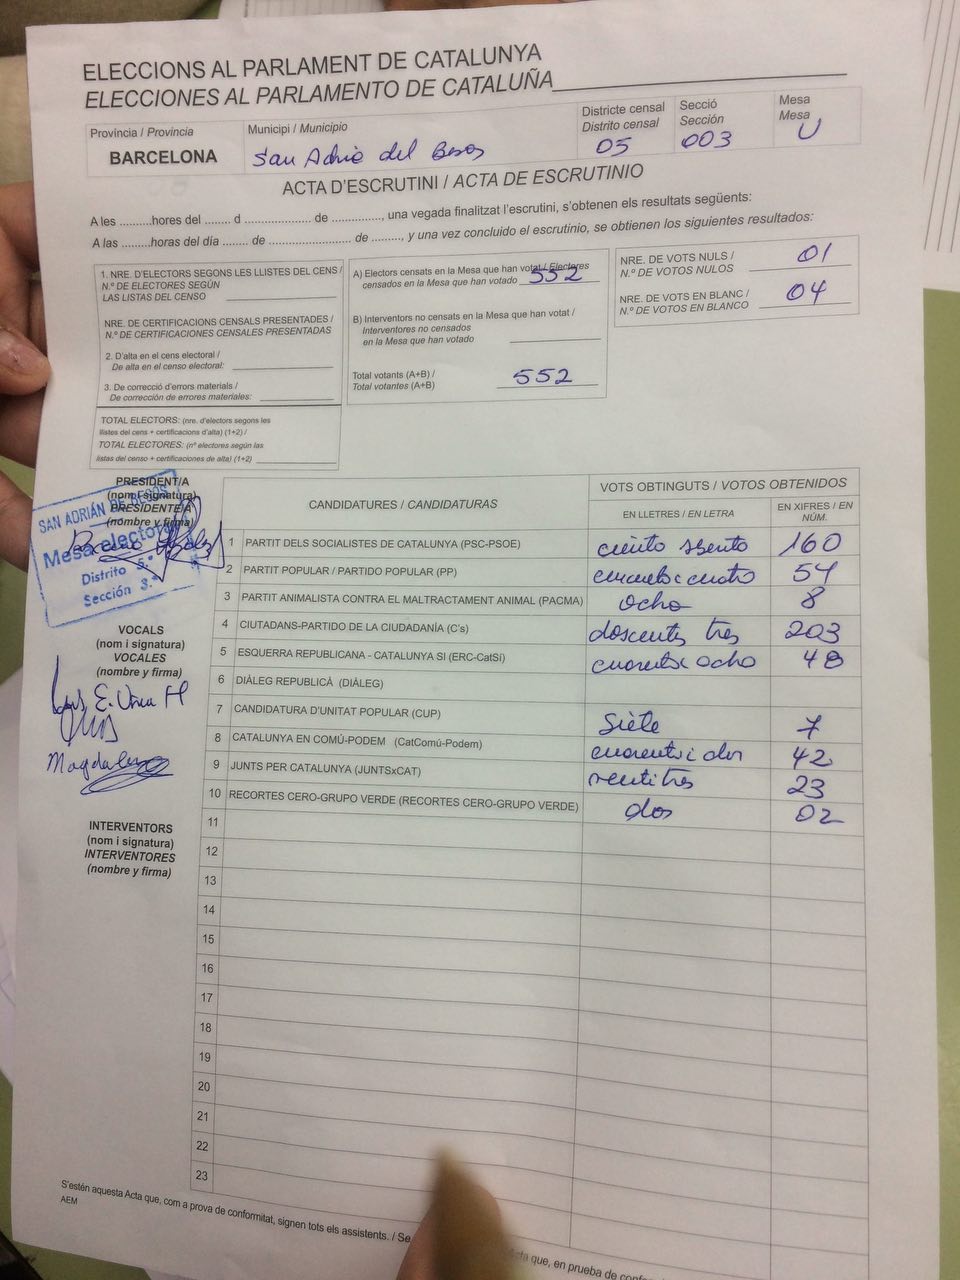 ELECCIONS AL PARLAMENT DE CATALUNYA
ELECCIONES AL PARLAMENTO DE CATALUÑA
Provincia / Provincia
BARCELONA
Municipi / Municipio
San Adrio del Besos
Districte censal
Distrito censal
05
Secció
Sección
003
Mesa
Mesa
U
ACTA D'ESCRUTINI / ACTA DE ESCRUTINIO
A les ..........hores del ........ d ..................... de ..............., una vegada finalitzat l'escrutini, s'obtenen els resultats següents:
A las ..........horas del día ........ de ......................... de .........., y una vez concluido el escrutinio, se obtienen los siguientes resultados:
1. NRE. D'ELECTORS SEGONS LES LLISTES DEL CENS /
N.º DE ELECTORES SEGÚN
LAS LISTAS DEL CENSO
NRE. DE CERTIFICACIONS CENSALS PRESENTADES /
N.º DE CERTIFICACIONES CENSALES PRESENTADAS
2. D'alta en el cens electoral /
De alta en el censo electoral:
3. De correcció d'errors materials /
De corrección de errores materiales:
TOTAL ELECTORS: (nre. d'electors segons les
llistes del cens + certificacions d'alta) (1+2) /
TOTAL ELECTORES: (nº electores según las
listas del censo + certificaciones de alta) (1+2)
A) Electors censats en la Mesa que han votat / Electores
censados en la Mesa que han votado 552
B) Interventors no censats en la Mesa que han votat /
Interventores no censados
en la Mesa que han votado
Total votants (A+B) /
Total votantes (A+B) 552
NRE. DE VOTS NULS /
N.º DE VOTOS NULOS 01
NRE. DE VOTS EN BLANC /
N.º DE VOTOS EN BLANCO 04
PRESIDENT/A
(nom i signatura)
PRESIDENTE/A
(nombre y firma)
SAN ADRIÁN DE BESÓS
Mesa electoral
Distrito 5.º
Sección 3.ª
VOCALS
(nom i signatura)
VOCALES
(nombre y firma)
Magdalena
INTERVENTORS
(nom i signatura)
INTERVENTORES
(nombre y firma)
CANDIDATURES / CANDIDATURAS
VOTS OBTINGUTS / VOTOS OBTENIDOS
EN LLETRES / EN LETRA
EN XIFRES / EN NÚM.
1 PARTIT DELS SOCIALISTES DE CATALUNYA (PSC-PSOE) ciento sesento 160
2 PARTIT POPULAR / PARTIDO POPULAR (PP) cincuenta i cuatro 54
3 PARTIT ANIMALISTA CONTRA EL MALTRACTAMENT ANIMAL (PACMA) ocho 8
4 CIUTADANS-PARTIDO DE LA CIUDADANÍA (C's) doscientos tres 203
5 ESQUERRA REPUBLICANA - CATALUNYA SI (ERC-CatSí) cuarenta i ocho 48
6 DIÀLEG REPUBLICÀ (DIÀLEG)
7 CANDIDATURA D'UNITAT POPULAR (CUP) siete 7
8 CATALUNYA EN COMÚ-PODEM (CatComú-Podem) cuarenta i dos 42
9 JUNTS PER CATALUNYA (JUNTSxCAT) veintitres 23
10 RECORTES CERO-GRUPO VERDE (RECORTES CERO-GRUPO VERDE) dos 02
11
12
13
14
15
16
17
18
19
20
21
22
23
S'estén aquesta Acta que, com a prova de conformitat, signen tots els assistents. / Se acta que, en prueba de
AEM